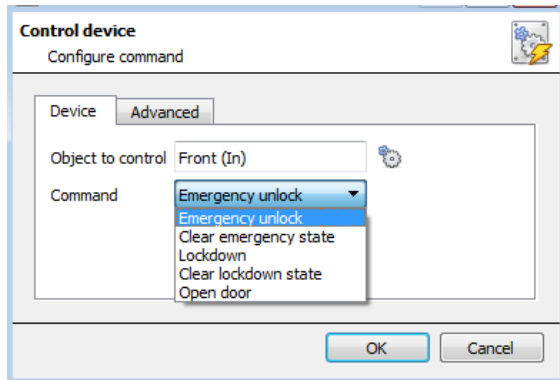 Control device
Configure command
Device Advanced
Object to control Front (In)
Command Emergency unlock
Emergency unlock
Clear emergency state
Lockdown
Clear lockdown state
Open door
OK Cancel